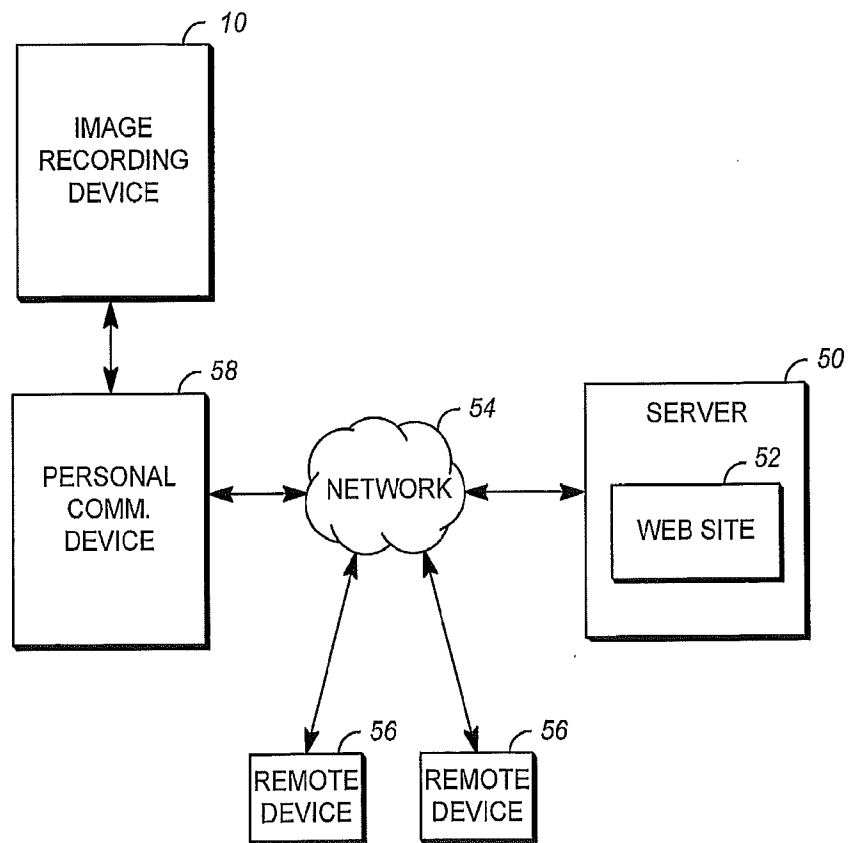 10
IMAGE
RECORDING
DEVICE
58
PERSONAL
COMM.
DEVICE
54
NETWORK
50
SERVER
52
WEB SITE
56
REMOTE
DEVICE
56
REMOTE
DEVICE